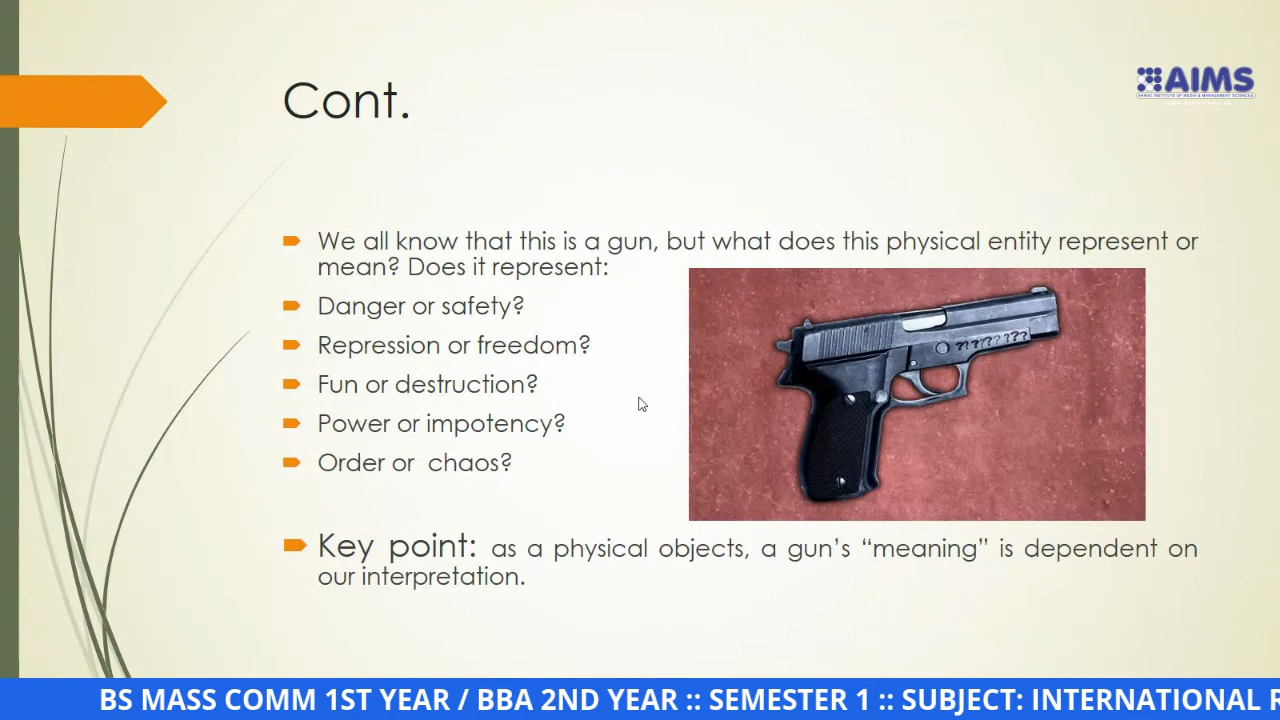 Cont.
AIMS
We all know that this is a gun, but what does this physical entity represent or
mean? Does it represent:
Danger or safety?
Repression or freedom?
Fun or destruction?
Power or impotency?
Order or chaos?
Key point: as a physical objects, a gun's “meaning” is dependent on
our interpretation.
BS MASS COMM 1ST YEAR / BBA 2ND YEAR :: SEMESTER 1 :: SUBJECT: INTERNATIONAL